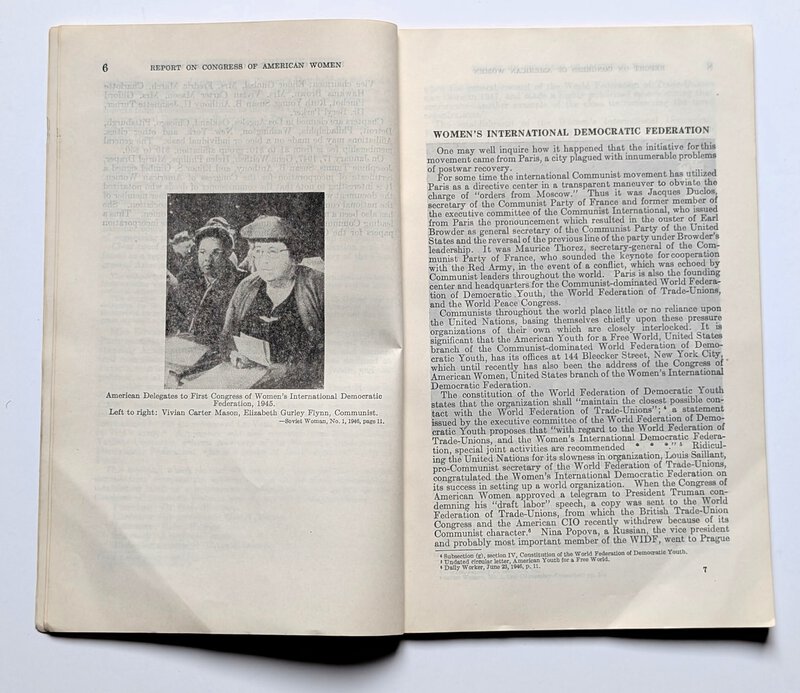 6
REPORT ON CONGRESS OF AMERICAN WOMEN
American Delegates to First Congress of Women's International Democratic
Federation, 1945.
Left to right: Vivian Carter Mason, Elizabeth Gurley Flynn, Communist.
—Soviet Woman, No. 1, 1946, page 11.
WOMEN'S INTERNATIONAL DEMOCRATIC FEDERATION
One may well inquire how it happened that the initiative for this
movement came from Paris, a city plagued with innumerable problems
of postwar recovery.
For some time the international Communist movement has utilized
Paris as a directive center in a transparent maneuver to obviate the
charge of "orders from Moscow." Thus it was Jacques Duclos,
secretary of the Communist Party of France and former member of
the executive committee of the Communist International, who issued
from Paris the pronouncement which resulted in the ouster of Earl
Browder as general secretary of the Communist Party of the United
States and the reversal of the previous line of the party under Browder's
leadership. It was Maurice Thorez, secretary-general of the Com-
munist Party of France, who sounded the keynote for cooperation
with the Red Army, in the event of a conflict, which was echoed by
Communist leaders throughout the world. Paris is also the founding
center and headquarters for the Communist-dominated World Federa-
tion of Democratic Youth, the World Federation of Trade-Unions,
and the World Peace Congress.
Communists throughout the world place little or no reliance upon
the United Nations, basing themselves chiefly upon these pressure
organizations of their own which are closely interlocked. It is
significant that the American Youth for a Free World, United States
branch of the Communist-dominated World Federation of Demo-
cratic Youth, has its offices at 144 Bleecker Street, New York City,
which until recently has also been the address of the Congress of
American Women, United States branch of the Women's International
Democratic Federation.
The constitution of the World Federation of Democratic Youth
states that the organization shall "maintain the closest possible con-
tact with the World Federation of Trade-Unions"; ⁴ a statement
issued by the executive committee of the World Federation of Demo-
cratic Youth proposes that "with regard to the World Federation of
Trade-Unions, and the Women's International Democratic Federa-
tion, special joint activities are recommended * * *" ⁵ Ridicul-
ing the United Nations for its slowness in organization, Louis Saillant,
pro-Communist secretary of the World Federation of Trade-Unions,
congratulated the Women's International Democratic Federation on
its success in setting up a world organization. When the Congress of
American Women approved a telegram to President Truman con-
demning his "draft labor" speech, a copy was sent to the World
Federation of Trade-Unions, from which the British Trade-Union
Congress and the American CIO recently withdrew because of its
Communist character.⁶ Nina Popova, a Russian, the vice president
and probably most important member of the WIDF, went to Prague
⁴ Subsection (g), section IV, Constitution of the World Federation of Democratic Youth.
⁵ Undated circular letter, American Youth for a Free World.
⁶ Daily Worker, June 23, 1946, p. 11.
7